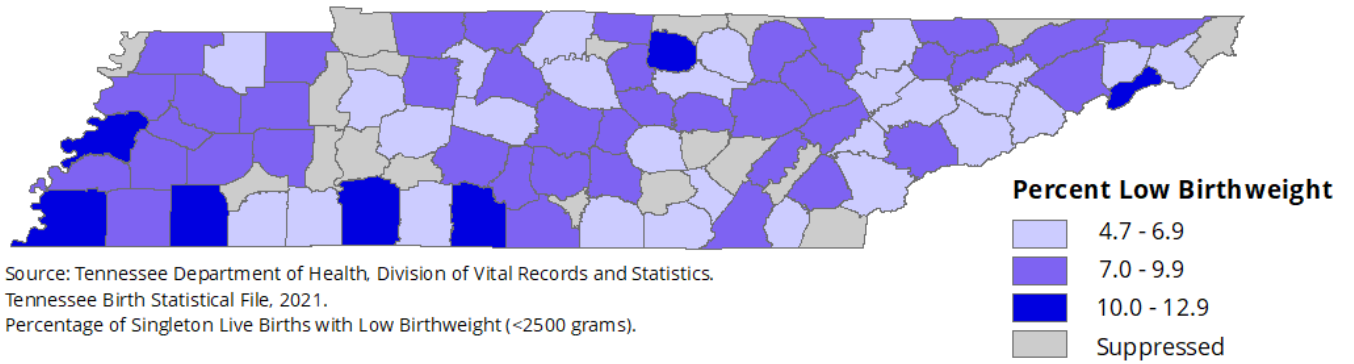 Percent Low Birthweight
4.7 - 6.9
7.0 - 9.9
10.0 - 12.9
Suppressed
Source: Tennessee Department of Health, Division of Vital Records and Statistics.
Tennessee Birth Statistical File, 2021.
Percentage of Singleton Live Births with Low Birthweight (<2500 grams).